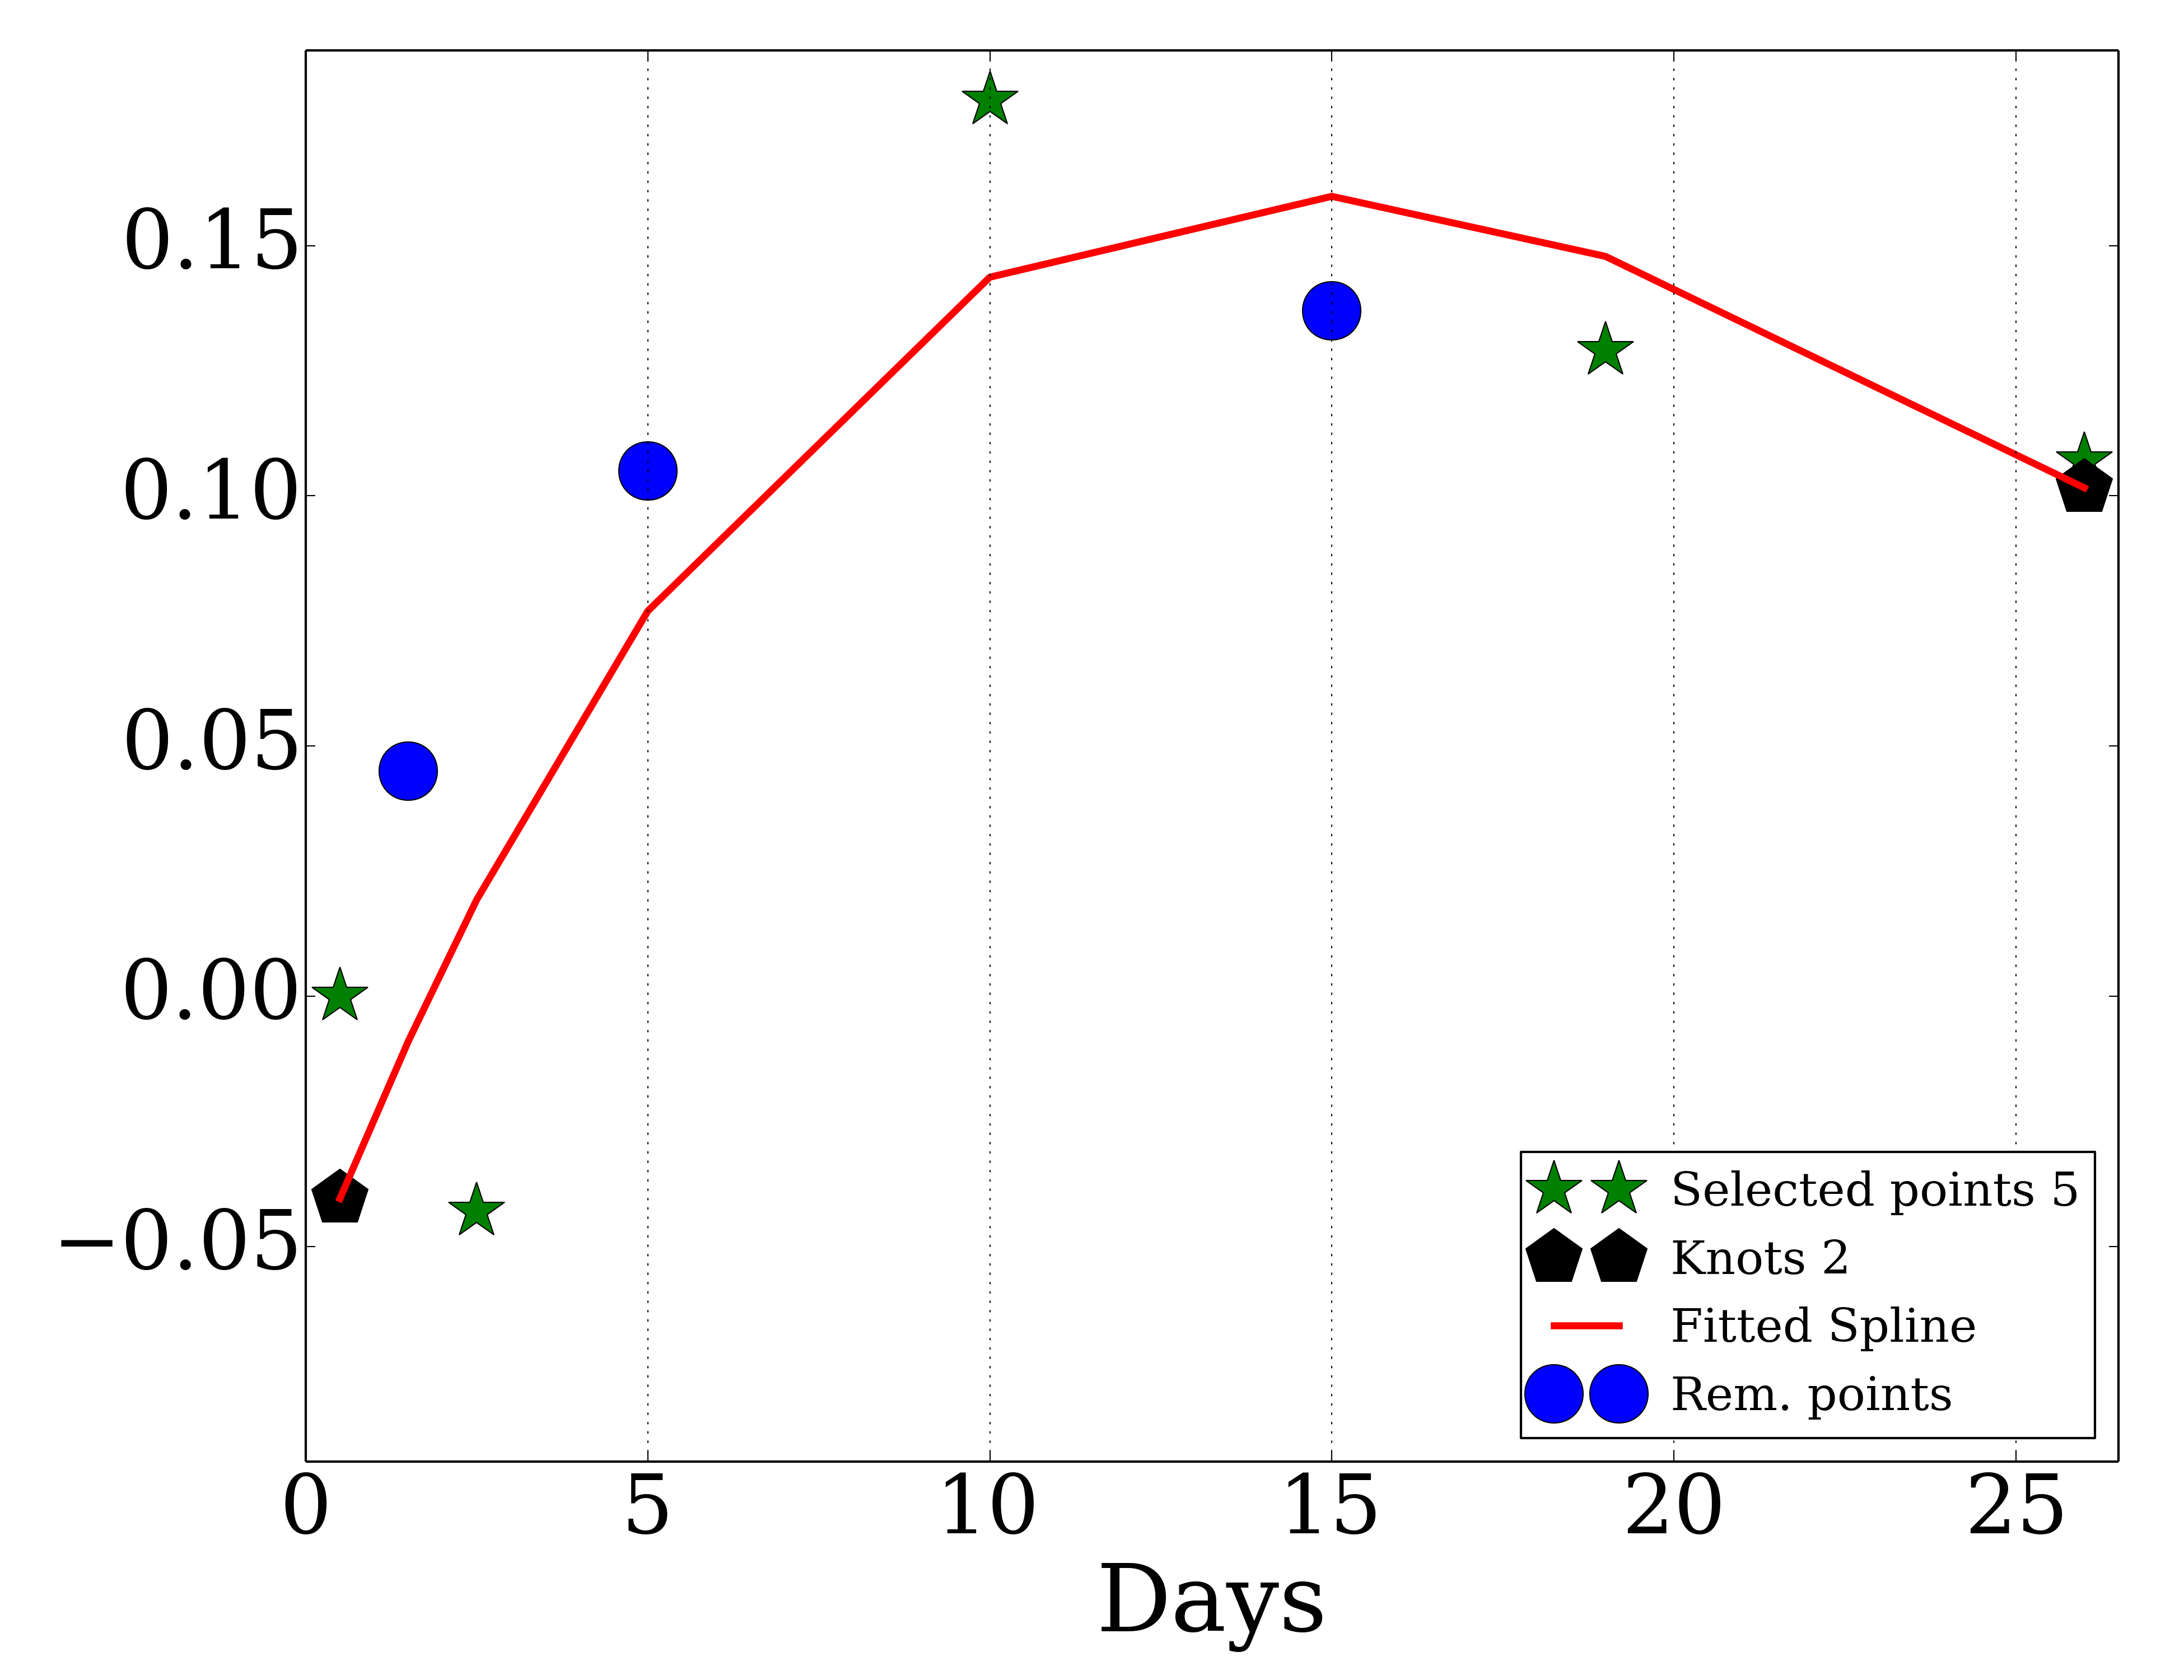 0.15
0.10
0.05
0.00
−0.05
0 5 10 15 20 25
Days
Selected points 5
Knots 2
Fitted Spline
Rem. points